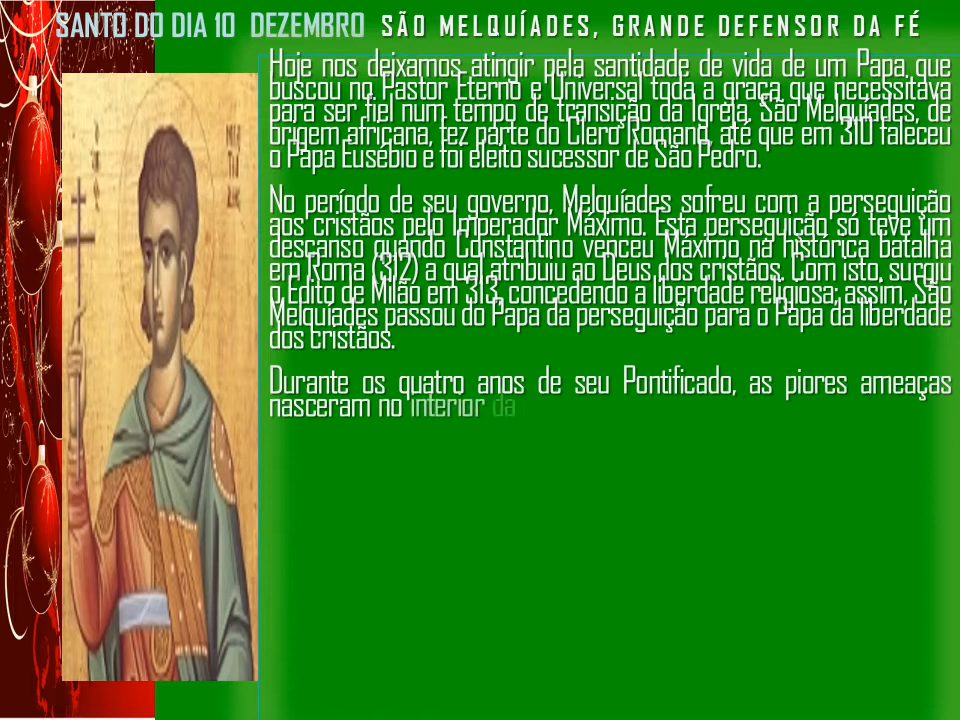 SANTO DO DIA 10 DEZEMBRO SÃO MELQUÍADES, GRANDE DEFENSOR DA FÉ
Hoje nos deixamos atingir pela santidade de vida de um Papa que
buscou no Pastor Eterno e Universal toda a graça que necessitava
para ser fiel num tempo de transição da Igreja. São Melquíades, de
origem africana, fez parte do Clero Romano, até que em 310 faleceu
o Papa Eusébio e foi eleito sucessor de São Pedro.
No período de seu governo, Melquíades sofreu com a perseguição
aos cristãos pelo Imperador Máximo. Esta perseguição só teve um
descanso quando Constantino venceu Máximo na histórica batalha
em Roma (312) a qual atribuiu ao Deus dos cristãos. Com isto, surgiu
o Edito de Milão em 313, concedendo a liberdade religiosa; assim, São
Melquíades passou do Papa da perseguição para o Papa da liberdade
dos cristãos.
Durante os quatro anos de seu Pontificado, as piores ameaças
nasceram no interior da